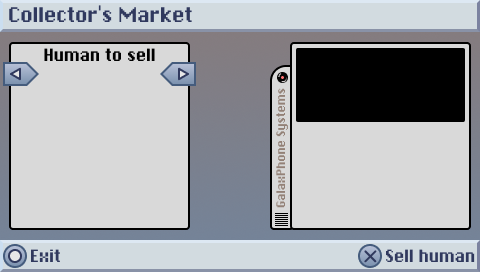 Collector's Market
Human to sell
GalaxPhone Systems
Exit
Sell human